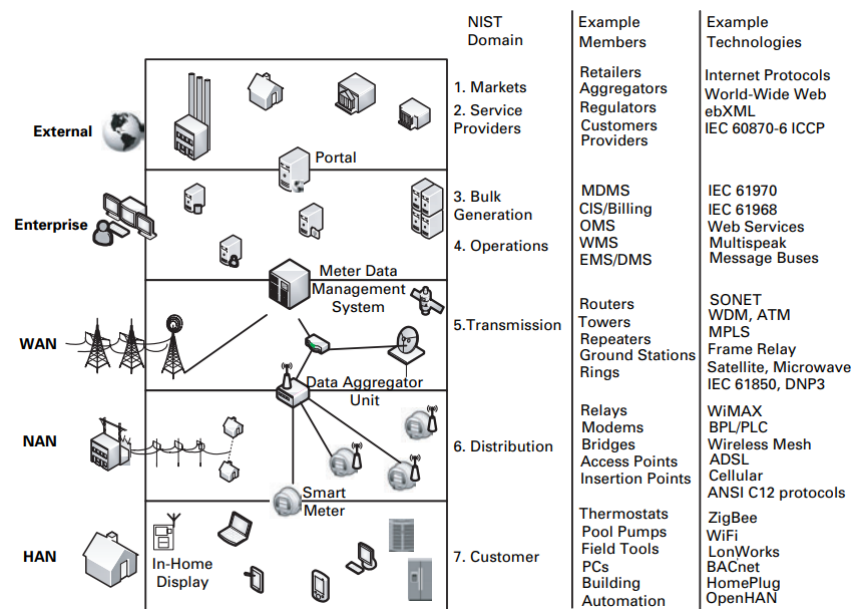 NIST Domain
Example Members
Example Technologies
External
Portal
1. Markets
2. Service
Providers
Retailers
Aggregators
Regulators
Customers
Providers
Internet Protocols
World-Wide Web
ebXML
IEC 60870-6 ICCP
Enterprise
3. Bulk
Generation
4. Operations
MDMS
CIS/Billing
OMS
WMS
EMS/DMS
IEC 61970
IEC 61968
Web Services
Multispeak
Message Buses
Meter Data
Management
System
WAN
5.Transmission
Routers
Towers
Repeaters
Ground Stations
Rings
SONET
WDM, ATM
MPLS
Frame Relay
Satellite, Microwave
IEC 61850, DNP3
Data Aggregator
Unit
NAN
6. Distribution
Relays
Modems
Bridges
Access Points
Insertion Points
WiMAX
BPL/PLC
Wireless Mesh
ADSL
Cellular
ANSI C12 protocols
Smart
Meter
HAN
In-Home
Display
7. Customer
Thermostats
Pool Pumps
Field Tools
PCs
Building
Automation
ZigBee
WiFi
LonWorks
BACnet
HomePlug
OpenHAN